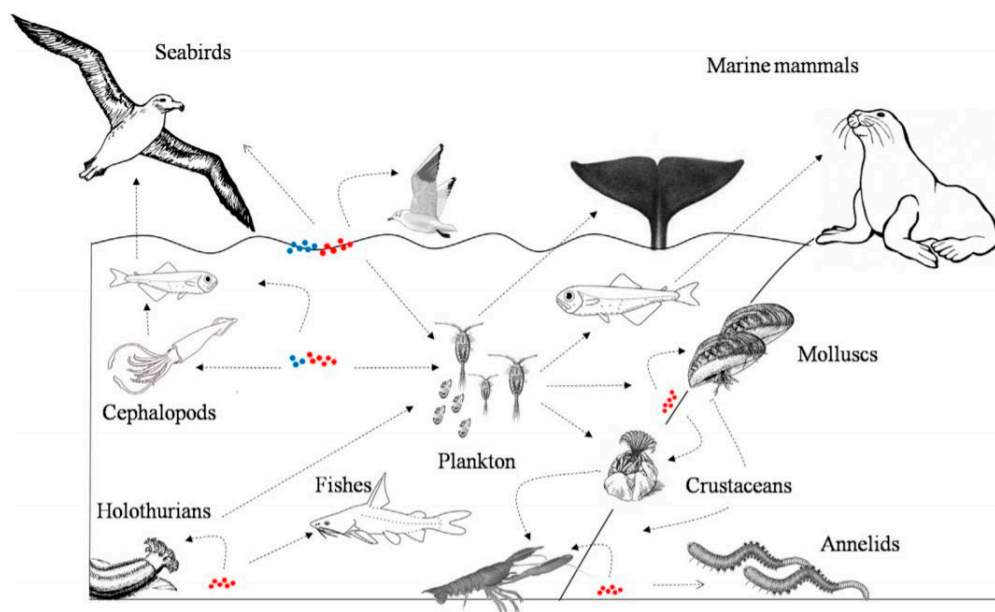 Seabirds
Marine mammals
Molluscs
Cephalopods
Plankton
Fishes
Crustaceans
Holothurians
Annelids